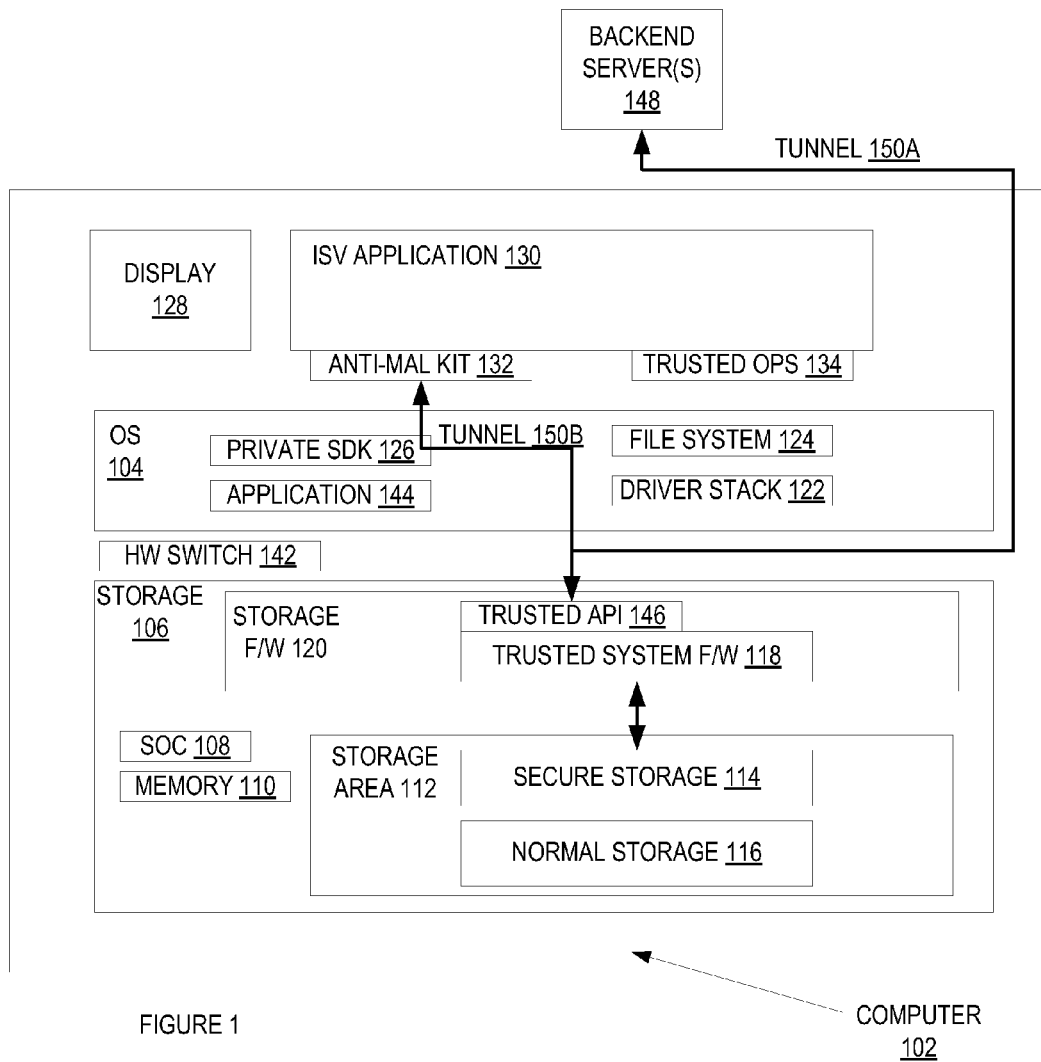 BACKEND
SERVER(S)
148
TUNNEL 150A
DISPLAY
128
ISV APPLICATION 130
ANTI-MAL KIT 132
TRUSTED OPS 134
OS
104
PRIVATE SDK 126
TUNNEL 150B
FILE SYSTEM 124
APPLICATION 144
DRIVER STACK 122
HW SWITCH 142
STORAGE
106
STORAGE
F/W 120
TRUSTED API 146
TRUSTED SYSTEM F/W 118
SOC 108
MEMORY 110
STORAGE
AREA 112
SECURE STORAGE 114
NORMAL STORAGE 116
FIGURE 1
COMPUTER
102